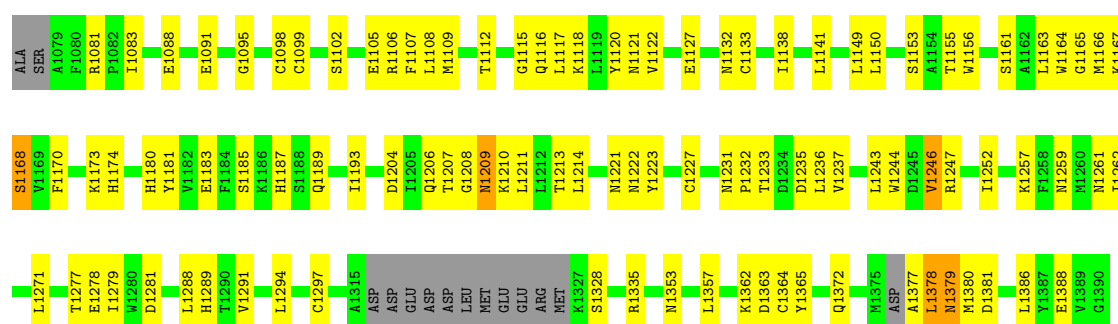 ALA SER A1079 F1080 R1081 P1082 I1083 E1088 E1091 G1095 C1098 C1099 S1102 E1105 R1106 F1107 L1108 M1109 T1112 G1115 Q1116 L1117 K1118 L1119 Y1120 N1121 V1122 E1127 N1132 C1133 I1138 L1141 L1149 L1150 S1153 A1154 T1155 W1156 S1161 A1162 L1163 W1164 G1165 M1166 K1167
S1168 V1169 F1170 K1173 H1174 H1180 Y1181 V1182 E1183 F1184 S1185 K1186 H1187 S1188 Q1189 I1193 D1204 I1205 Q1206 T1207 G1208 N1209 K1210 L1211 L1212 T1213 L1214 N1221 N1222 Y1223 C1227 N1231 P1232 T1233 D1234 D1235 L1236 V1237 L1243 W1244 D1245 V1246 R1247 I1252 K1257 F1258 N1259 M1260 N1261
L1271 T1277 E1278 I1279 W1280 D1281 L1288 H1289 T1290 V1291 L1294 C1297 A1315 ASP ASP GLU ASP ASP LEU MET GLU GLU ARG MET K1327 S1328 R1335 N1353 L1357 K1362 D1363 C1364 Y1365 Q1372 M1375 ASP A1377 L1378 N1379 M1380 D1381 L1386 Y1387 E1388 V1389 G1390